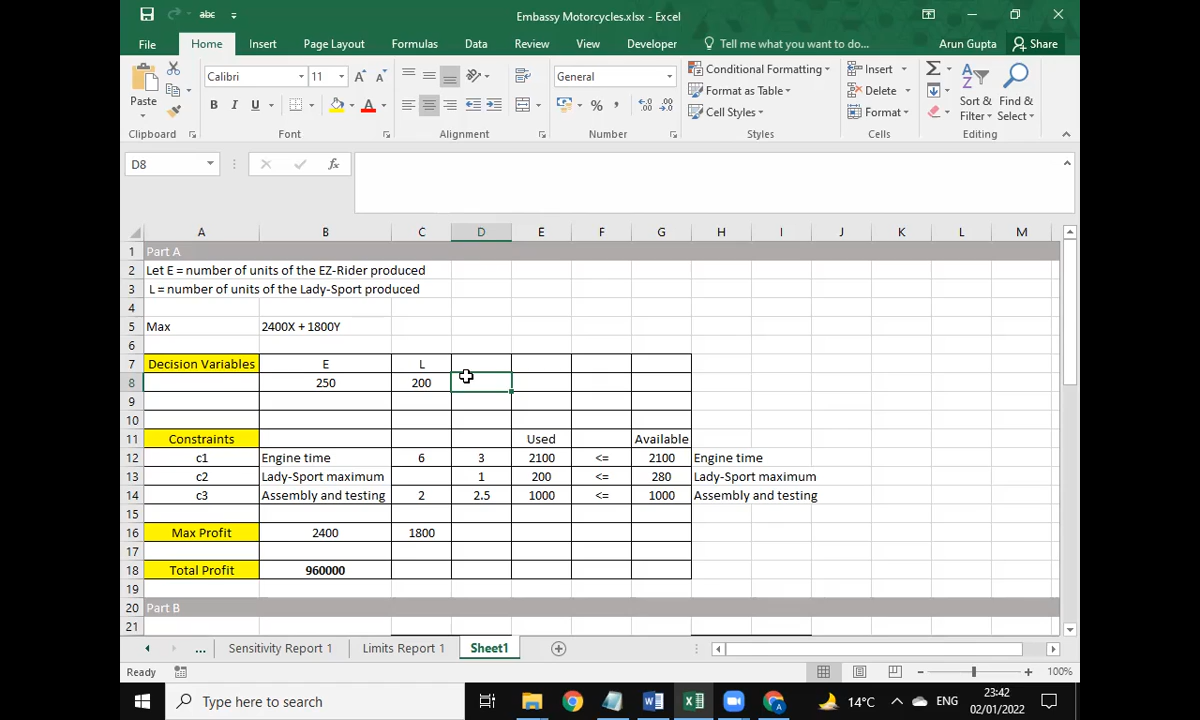 abc
Embassy Motorcycles.xlsx - Excel
File Home Insert Page Layout Formulas Data Review View Developer Tell me what you want to do... Arun Gupta Share
Calibri 11 General Conditional Formatting Insert
Paste Format as Table Delete Sort & Find &
B I U A % Cell Styles Format Filter Select
Clipboard Font Alignment Number Styles Cells Editing
D8 fx
A B C D E F G H I J K L M
1 Part A
2 Let E = number of units of the EZ-Rider produced
3 L = number of units of the Lady-Sport produced
4
5 Max 2400X + 1800Y
6
7 Decision Variables E L
8 250 200
9
10
11 Constraints Used Available
12 c1 Engine time 6 3 2100 <= 2100 Engine time
13 c2 Lady-Sport maximum 1 200 <= 280 Lady-Sport maximum
14 c3 Assembly and testing 2 2.5 1000 <= 1000 Assembly and testing
15
16 Max Profit 2400 1800
17
18 Total Profit 960000
19
20 Part B
21
... Sensitivity Report 1 Limits Report 1 Sheet1
Ready 100%
Type here to search 14°C ENG 23:42
02/01/2022